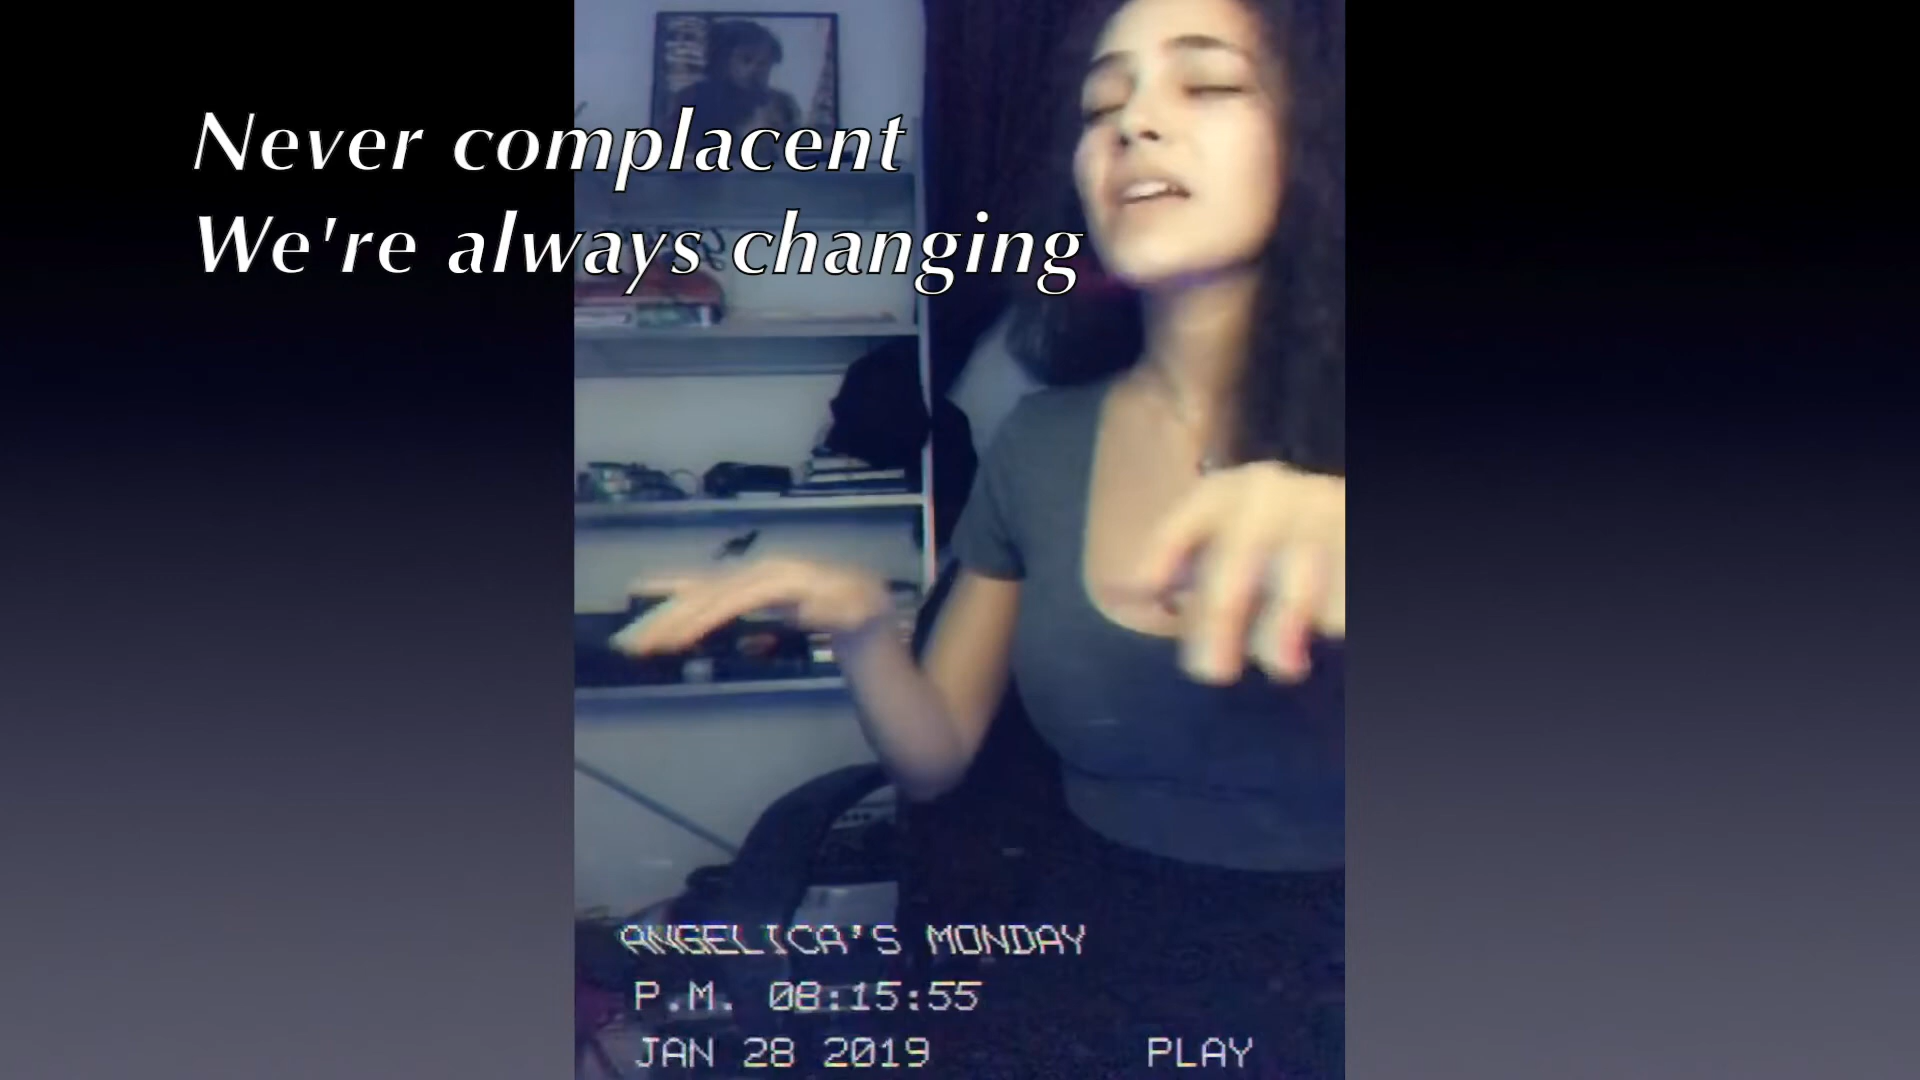 Never complacent
We're always changing
ANGELICA'S MONDAY
P.M. 08:15:55
JAN 28 2019
PLAY